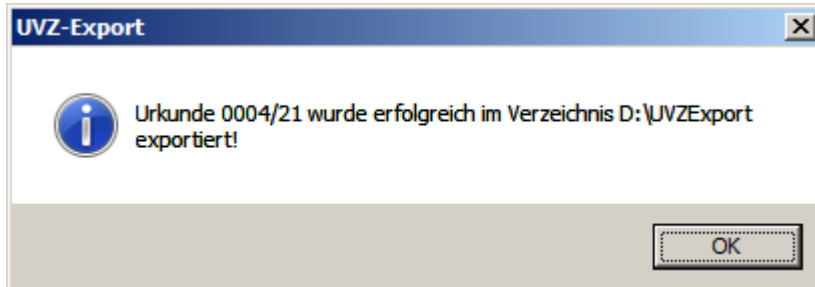 UVZ-Export
Urkunde 0004/21 wurde erfolgreich im Verzeichnis D:\UVZExport
exportiert!
OK